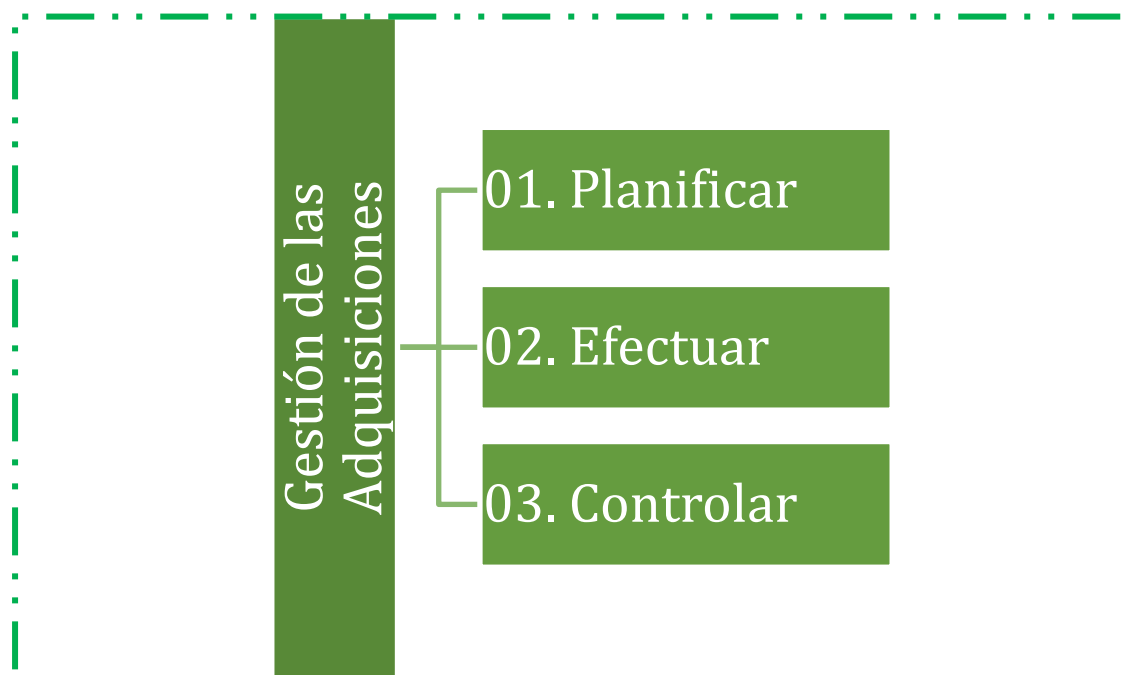 Gestión de las
Adquisiciones
01. Planificar
02. Efectuar
03. Controlar